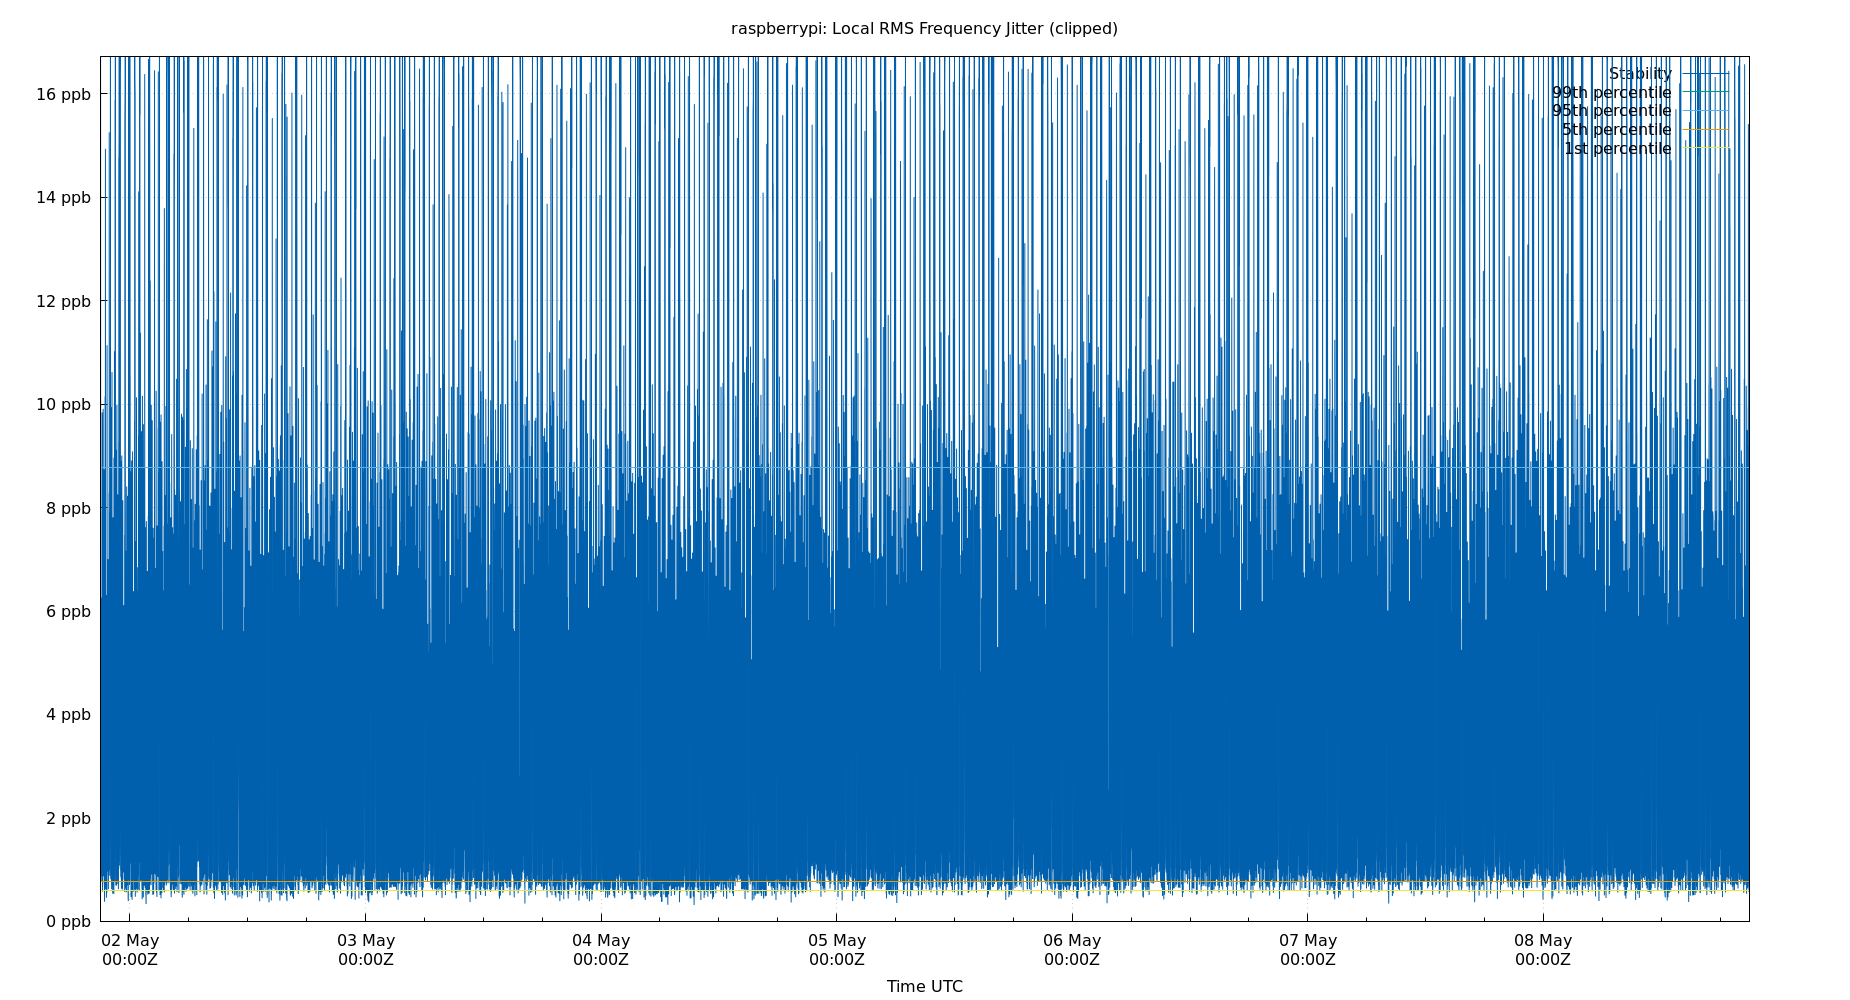 raspberrypi: Local RMS Frequency Jitter (clipped)
Stability
99th percentile
95th percentile
5th percentile
1st percentile
16 ppb
14 ppb
12 ppb
10 ppb
8 ppb
6 ppb
4 ppb
2 ppb
0 ppb
02 May 03 May 04 May 05 May 06 May 07 May 08 May
00:00Z 00:00Z 00:00Z 00:00Z 00:00Z 00:00Z 00:00Z
Time UTC